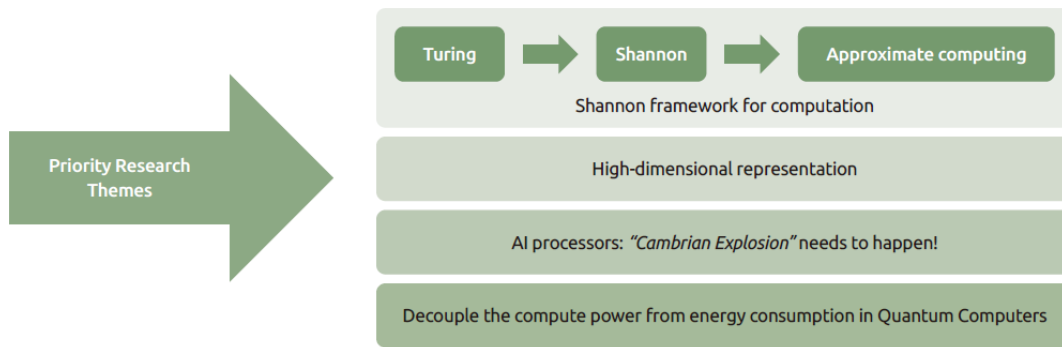 Priority Research
Themes
Turing
Shannon
Approximate computing
Shannon framework for computation
High-dimensional representation
AI processors: “Cambrian Explosion” needs to happen!
Decouple the compute power from energy consumption in Quantum Computers